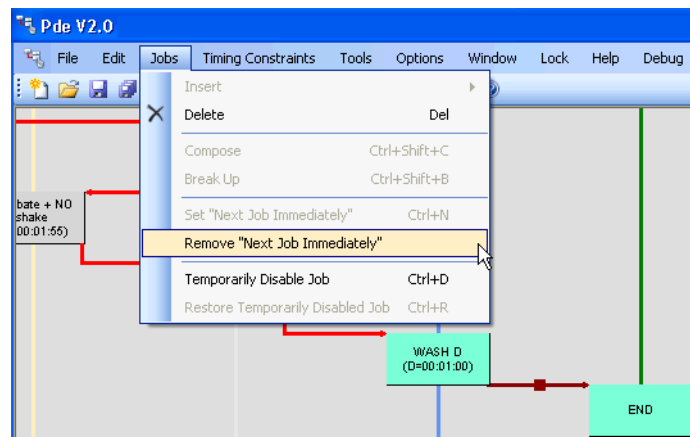 Pde V2.0
File Edit Jobs Timing Constraints Tools Options Window Lock Help Debug
Insert
Delete Del
Compose Ctrl+Shift+C
Break Up Ctrl+Shift+B
bate + NO
shake
00:01:55)
Set "Next Job Immediately" Ctrl+N
Remove "Next Job Immediately"
Temporarily Disable Job Ctrl+D
Restore Temporarily Disabled Job Ctrl+R
WASH D
(D=00:01:00)
END